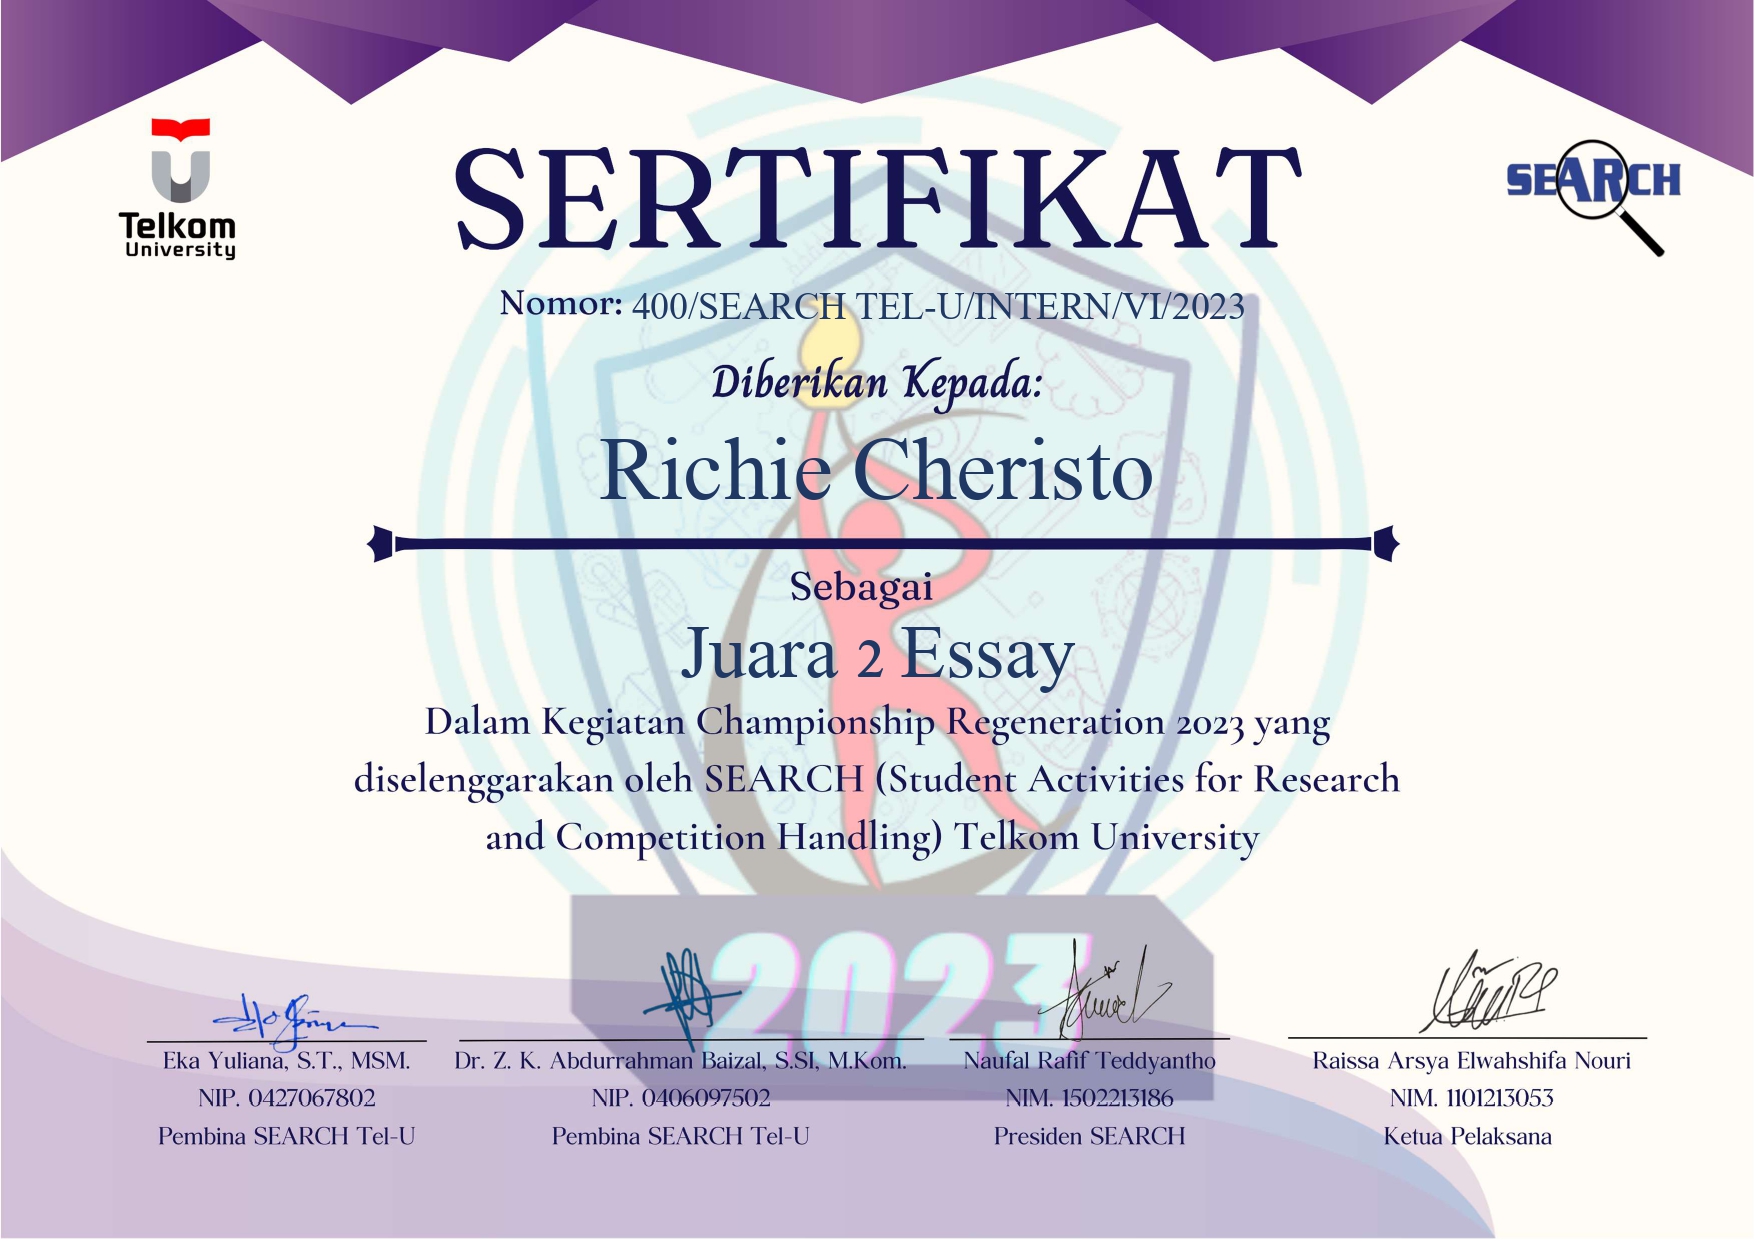 Telkom
University
SEARCH
SERTIFIKAT
Nomor: 400/SEARCH TEL-U/INTERN/VI/2023
Diberikan Kepada:
Richie Cheristo
Sebagai
Juara 2 Essay
Dalam Kegiatan Championship Regeneration 2023 yang
diselenggarakan oleh SEARCH (Student Activities for Research
and Competition Handling) Telkom University
2023
Eka Yuliana, S.T., MSM.
NIP. 0427067802
Pembina SEARCH Tel-U
Dr. Z. K. Abdurrahman Baizal, S.SI, M.Kom.
NIP. 0406097502
Pembina SEARCH Tel-U
Naufal Rafif Teddyantho
NIM. 1502213186
Presiden SEARCH
Raissa Arsya Elwahshifa Nouri
NIM. 1101213053
Ketua Pelaksana